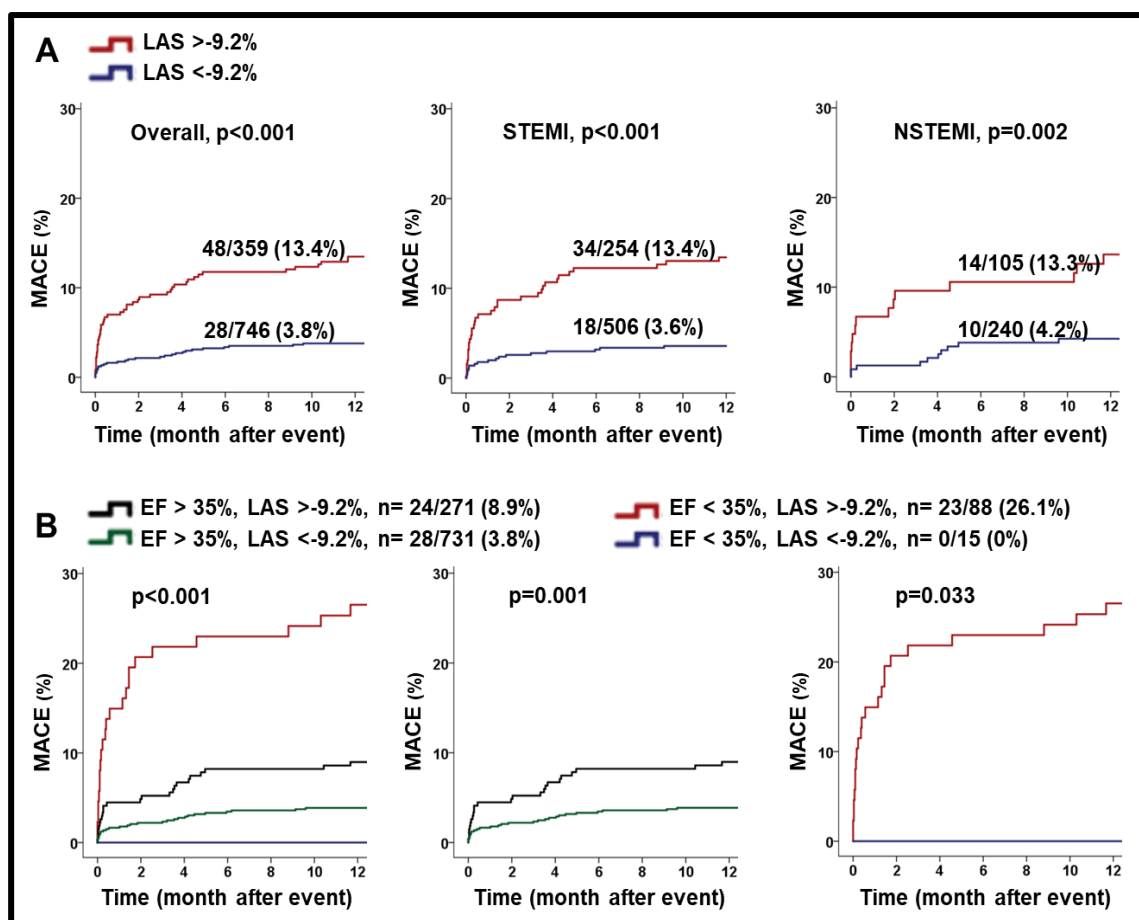 A
LAS >-9.2%
LAS <-9.2%
30
20
10
0
MACE (%)
Overall, p<0.001
48/359 (13.4%)
28/746 (3.8%)
0 2 4 6 8 10 12
Time (month after event)
30
20
10
0
MACE (%)
STEMI, p<0.001
34/254 (13.4%)
18/506 (3.6%)
0 2 4 6 8 10 12
Time (month after event)
30
20
10
0
MACE (%)
NSTEMI, p=0.002
14/105 (13.3%)
10/240 (4.2%)
0 2 4 6 8 10 12
Time (month after event)
B
EF > 35%, LAS >-9.2%, n= 24/271 (8.9%)
EF > 35%, LAS <-9.2%, n= 28/731 (3.8%)
EF < 35%, LAS >-9.2%, n= 23/88 (26.1%)
EF < 35%, LAS <-9.2%, n= 0/15 (0%)
30
20
10
0
MACE (%)
p<0.001
0 2 4 6 8 10 12
Time (month after event)
30
20
10
0
MACE (%)
p=0.001
0 2 4 6 8 10 12
Time (month after event)
30
20
10
0
MACE (%)
p=0.033
0 2 4 6 8 10 12
Time (month after event)